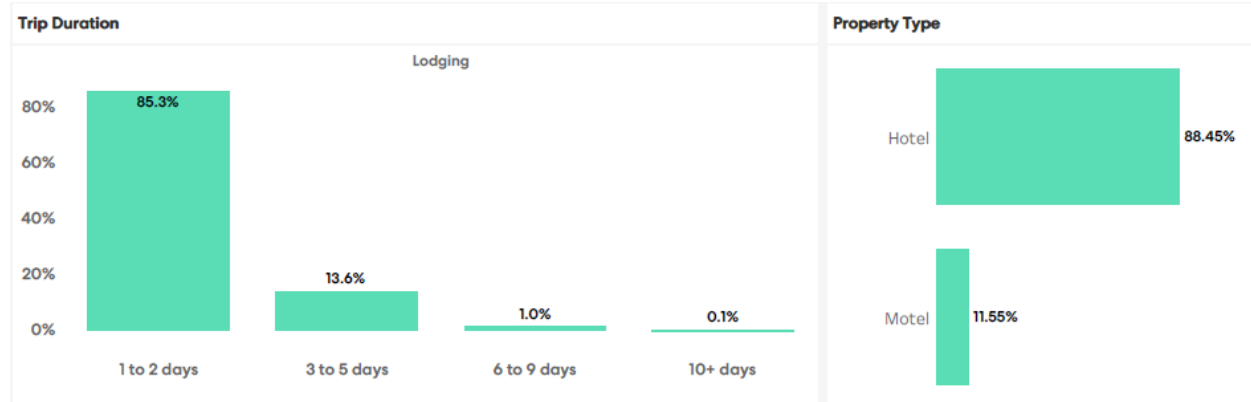 Trip Duration
Lodging
80%
60%
40%
20%
0%
85.3%
13.6%
1.0%
0.1%
1 to 2 days
3 to 5 days
6 to 9 days
10+ days
Property Type
Hotel
88.45%
Motel
11.55%